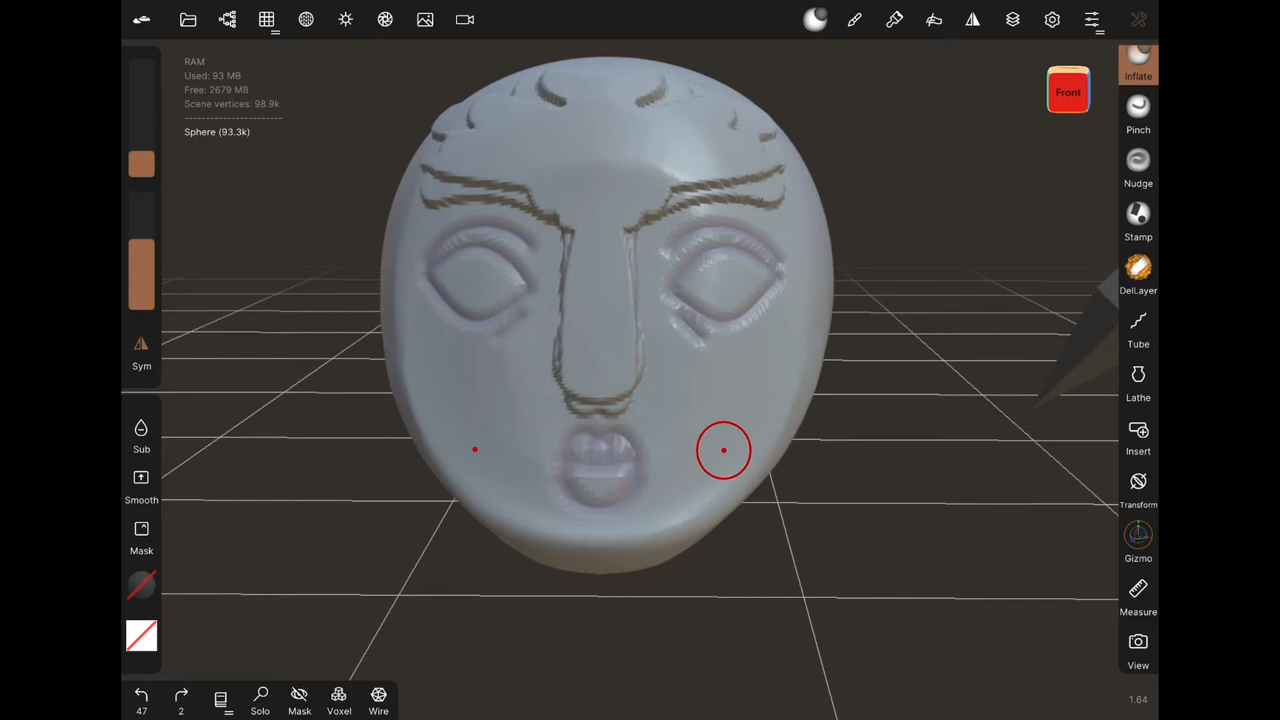 RAM
Used: 93 MB
Free: 2679 MB
Scene vertices: 98.9k
Sphere (93.3k)
Front
Inflate
Pinch
Nudge
Stamp
DelLayer
Tube
Lathe
Insert
Transform
Gizmo
Measure
View
Sym
Sub
Smooth
Mask
47
2
Solo
Mask
Voxel
Wire
1.64